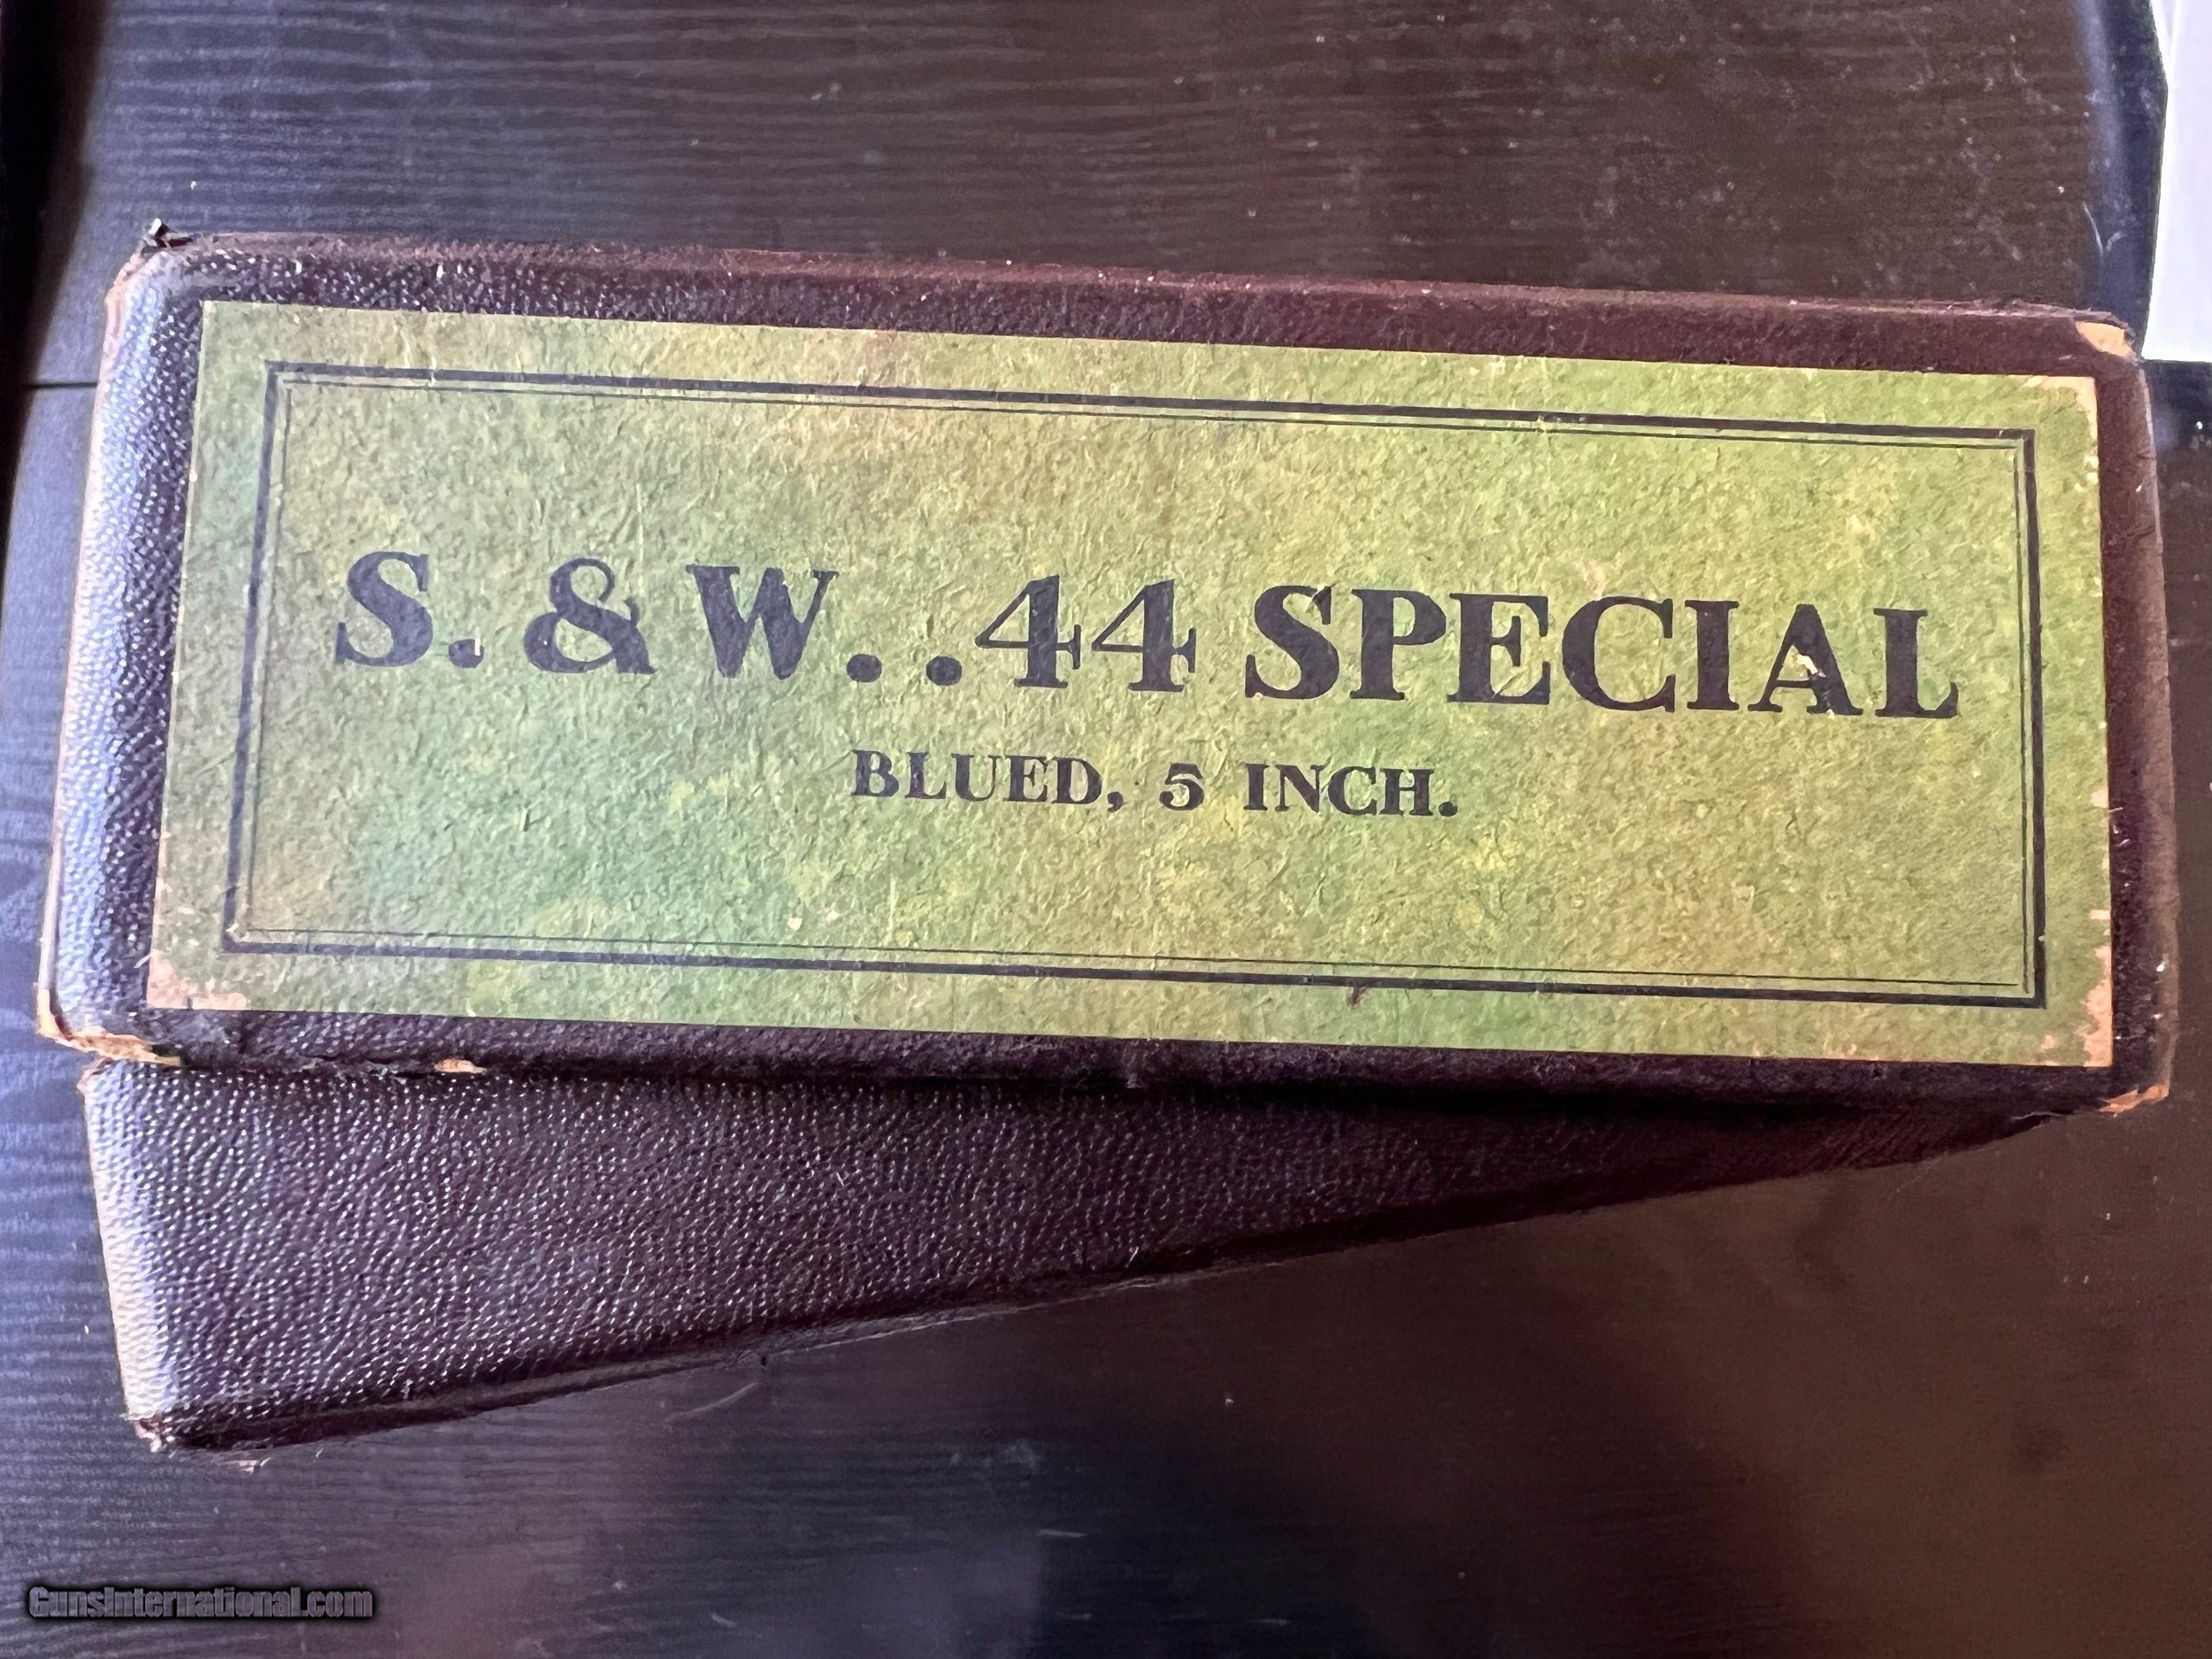 S. & W. .44 SPECIAL
BLUED, 5 INCH.
GunsInternational.com